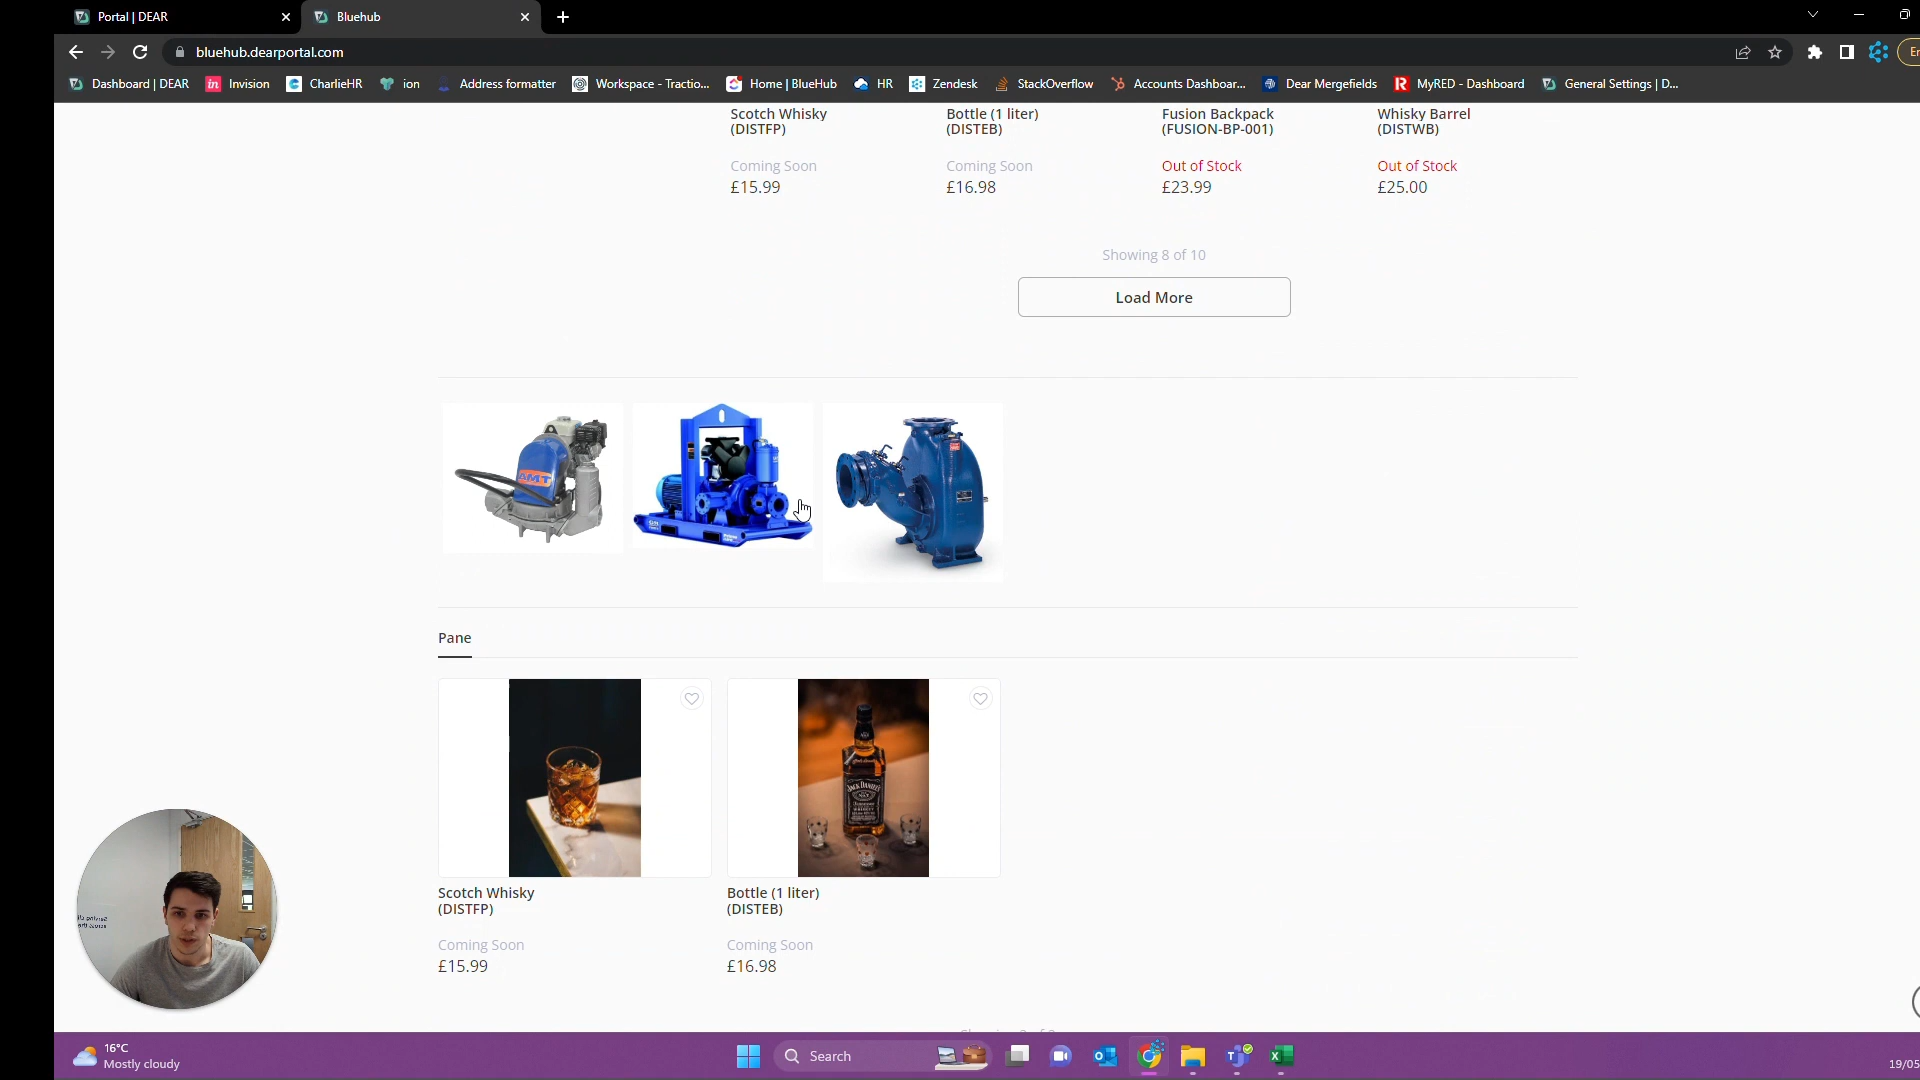 Portal | DEAR
Bluehub
bluehub.dearportal.com
Dashboard | DEAR
Invision
CharlieHR
ion
Address formatter
Workspace - Tractio...
Home | BlueHub
HR
Zendesk
StackOverflow
Accounts Dashboar...
Dear Mergefields
MyRED - Dashboard
General Settings | D...
Scotch Whisky
(DISTFP)
Coming Soon
£15.99
Bottle (1 liter)
(DISTEB)
Coming Soon
£16.98
Fusion Backpack
(FUSION-BP-001)
Out of Stock
£23.99
Whisky Barrel
(DISTWB)
Out of Stock
£25.00
Showing 8 of 10
Load More
AMT
Pane
JACK DANIEL'S
Scotch Whisky
(DISTFP)
Coming Soon
£15.99
Bottle (1 liter)
(DISTEB)
Coming Soon
£16.98
16°C
Mostly cloudy
Search
19/05